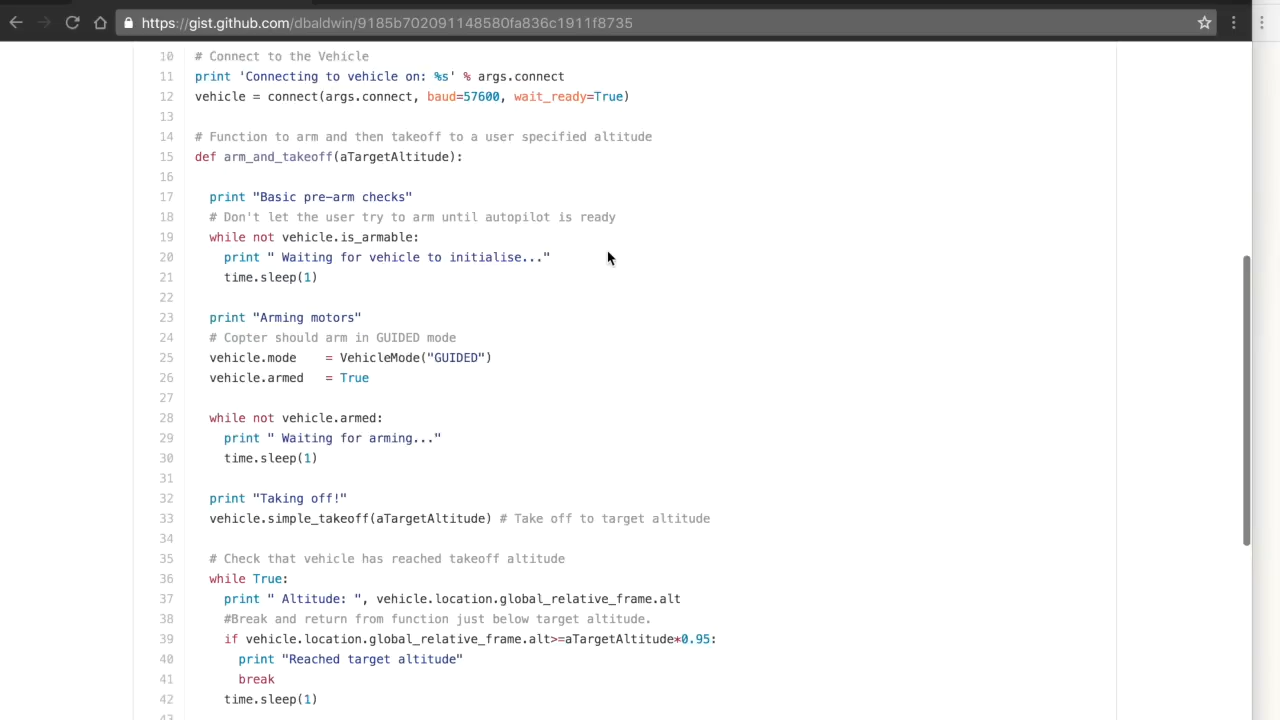 https://gist.github.com/dbaldwin/9185b702091148580fa836c1911f8735
10 # Connect to the Vehicle
11 print 'Connecting to vehicle on: %s' % args.connect
12 vehicle = connect(args.connect, baud=57600, wait_ready=True)
13
14 # Function to arm and then takeoff to a user specified altitude
15 def arm_and_takeoff(aTargetAltitude):
16
17 print "Basic pre-arm checks"
18 # Don't let the user try to arm until autopilot is ready
19 while not vehicle.is_armable:
20 print " Waiting for vehicle to initialise..."
21 time.sleep(1)
22
23 print "Arming motors"
24 # Copter should arm in GUIDED mode
25 vehicle.mode    = VehicleMode("GUIDED")
26 vehicle.armed   = True
27
28 while not vehicle.armed:
29 print " Waiting for arming..."
30 time.sleep(1)
31
32 print "Taking off!"
33 vehicle.simple_takeoff(aTargetAltitude) # Take off to target altitude
34
35 # Check that vehicle has reached takeoff altitude
36 while True:
37 print " Altitude: ", vehicle.location.global_relative_frame.alt
38 #Break and return from function just below target altitude.
39 if vehicle.location.global_relative_frame.alt>=aTargetAltitude*0.95:
40 print "Reached target altitude"
41 break
42 time.sleep(1)
43